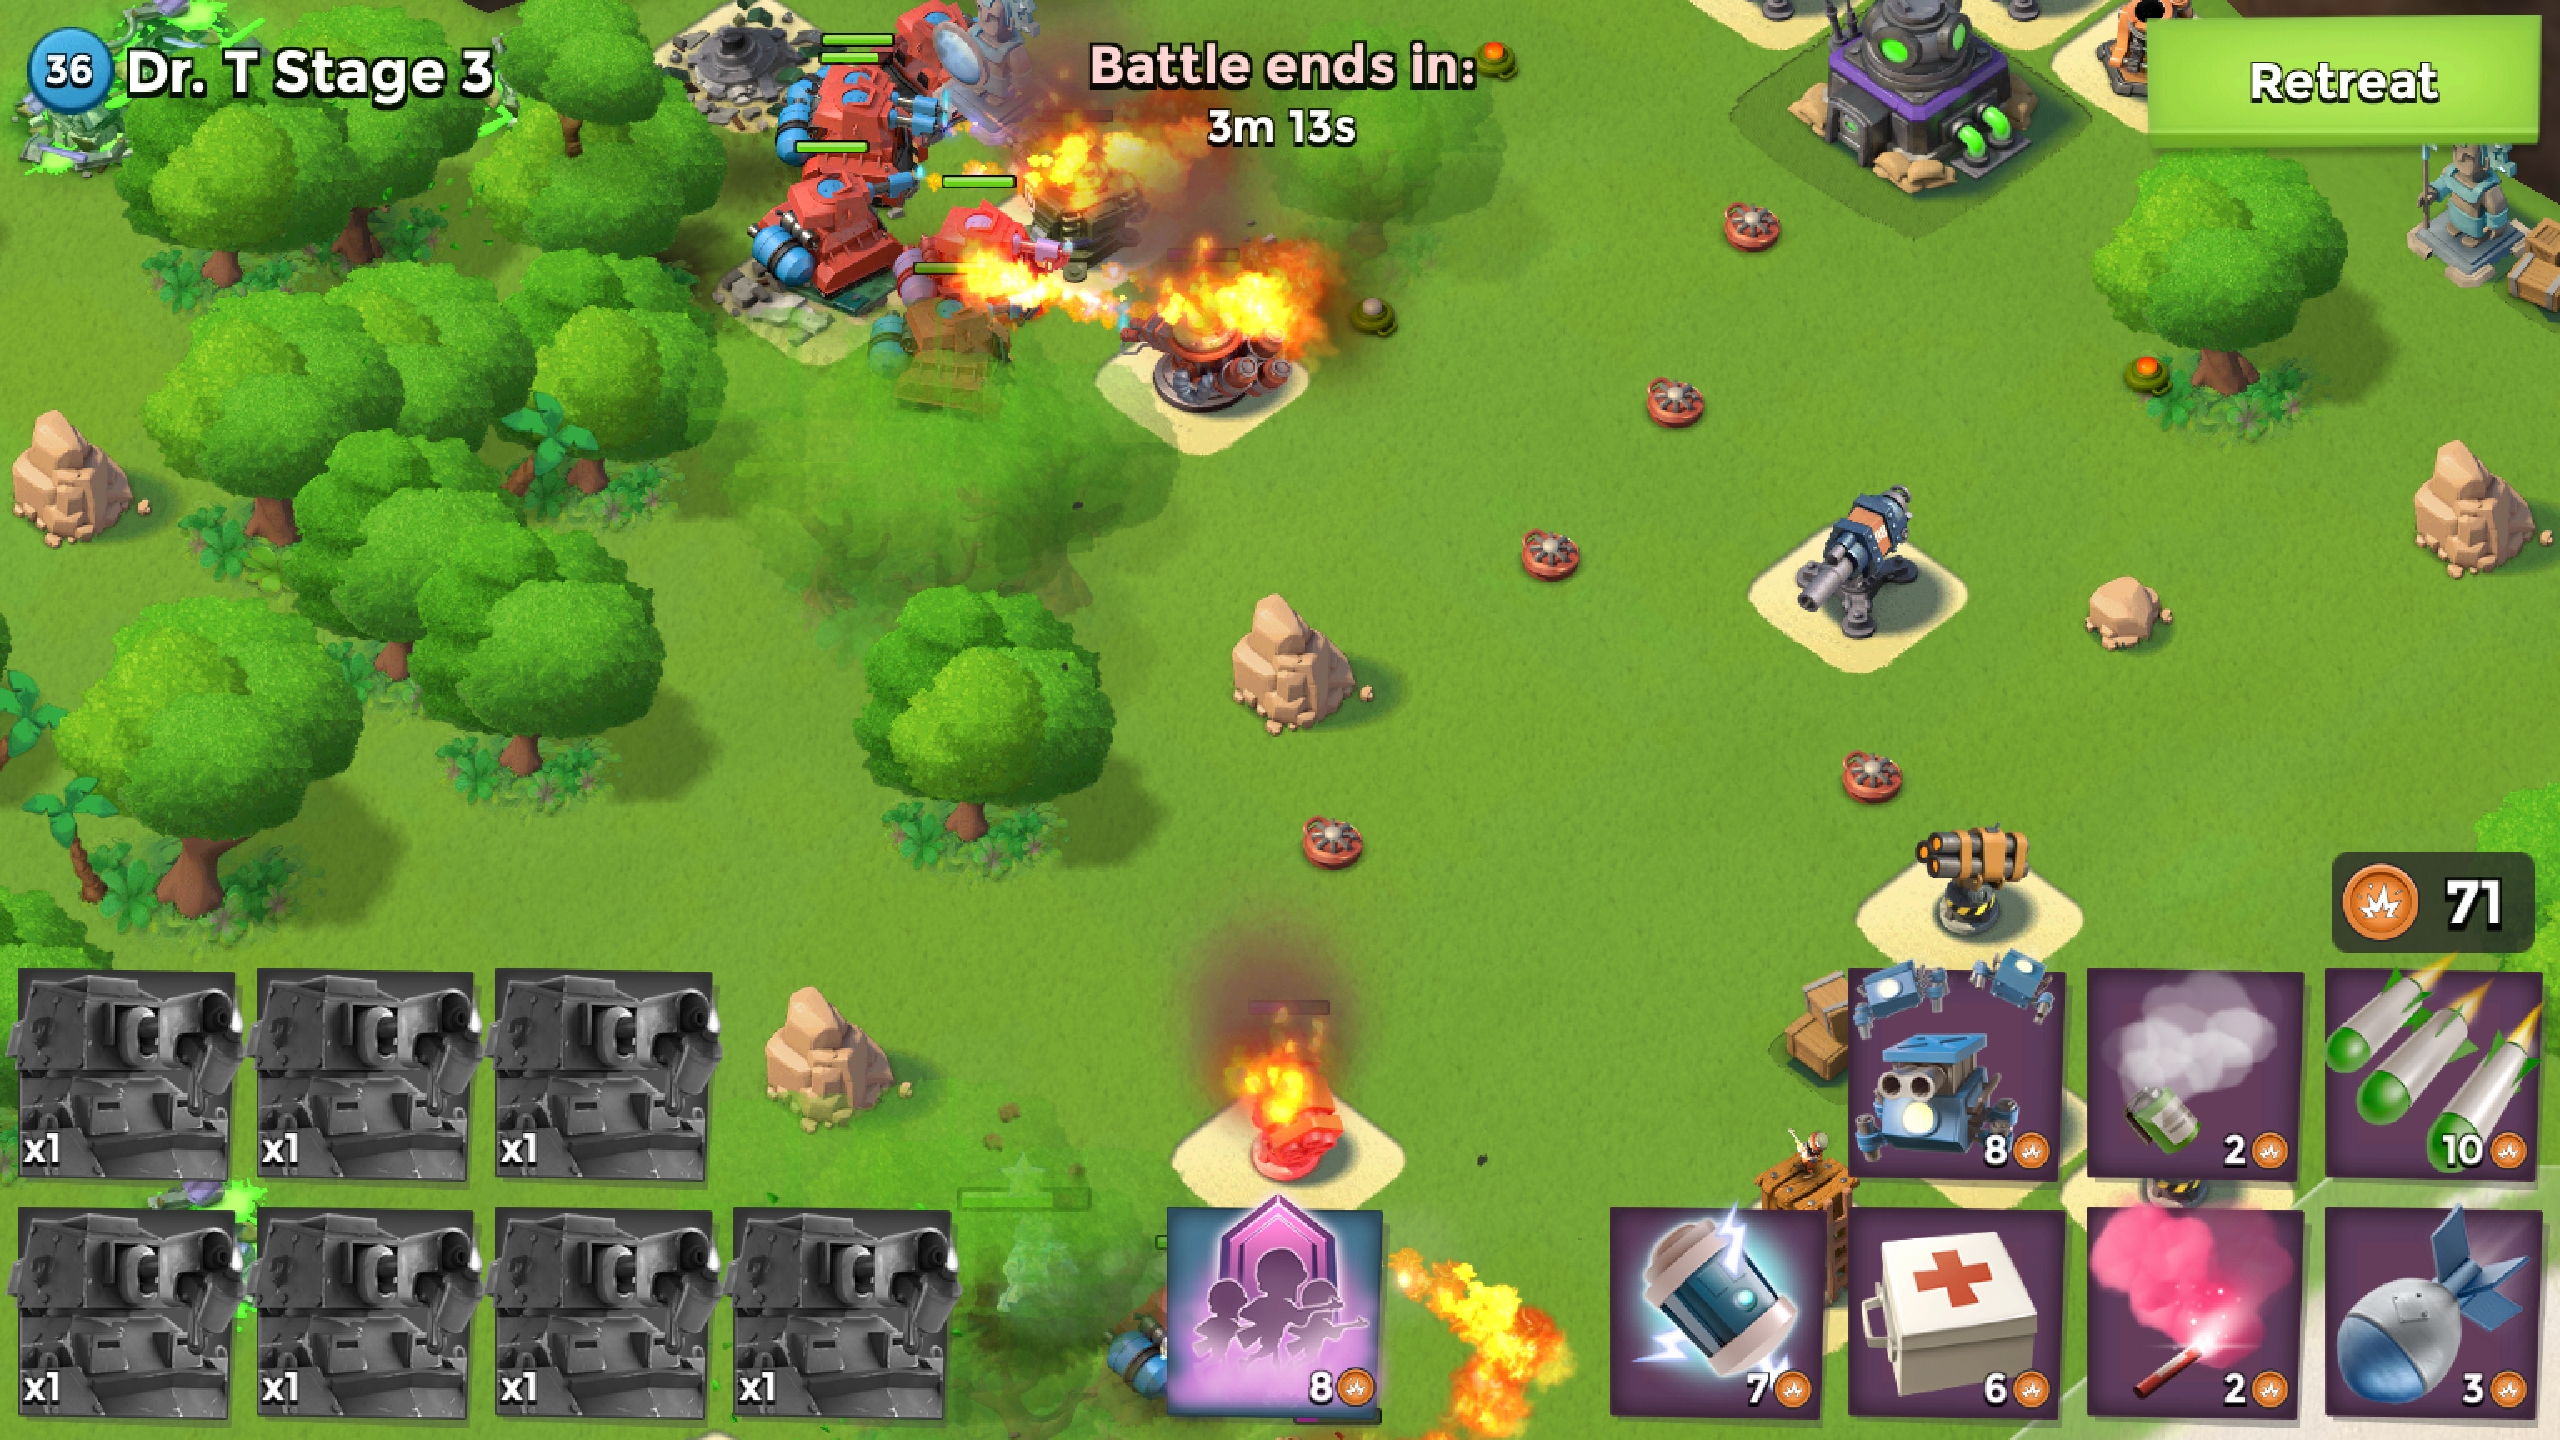 36 Dr. T Stage 3
Battle ends in:
3m 13s
Retreat
71
x1 x1 x1
8 2 10
x1 x1 x1 x1
8
7 6 2 3